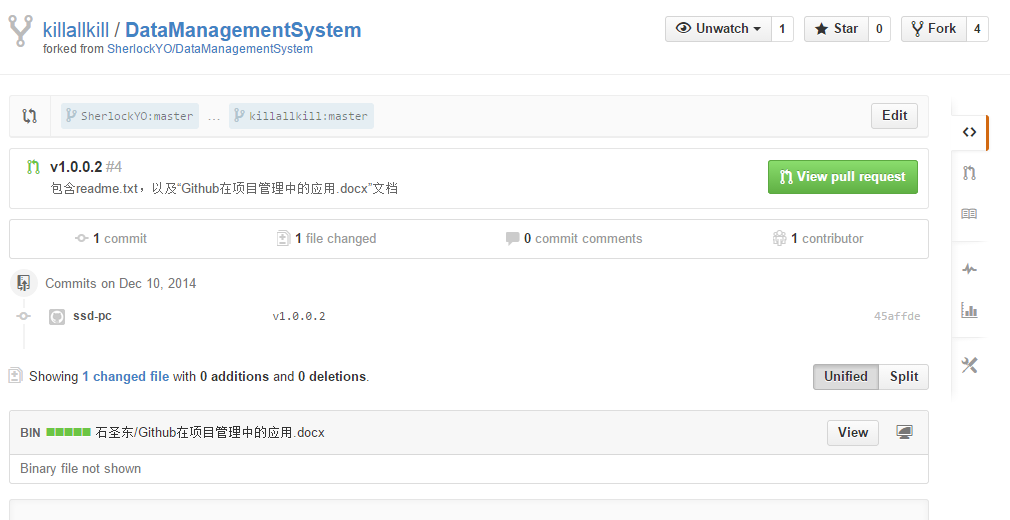 killallkill / DataManagementSystem
forked from SherlockYO/DataManagementSystem
Unwatch 1 Star 0 Fork 4
SherlockYO:master ... killallkill:master Edit
v1.0.0.2 #4
包含readme.txt，以及“Github在项目管理中的应用.docx”文档
View pull request
1 commit 1 file changed 0 commit comments 1 contributor
Commits on Dec 10, 2014
ssd-pc v1.0.0.2 45affde
Showing 1 changed file with 0 additions and 0 deletions. Unified Split
BIN 石圣东/Github在项目管理中的应用.docx View
Binary file not shown